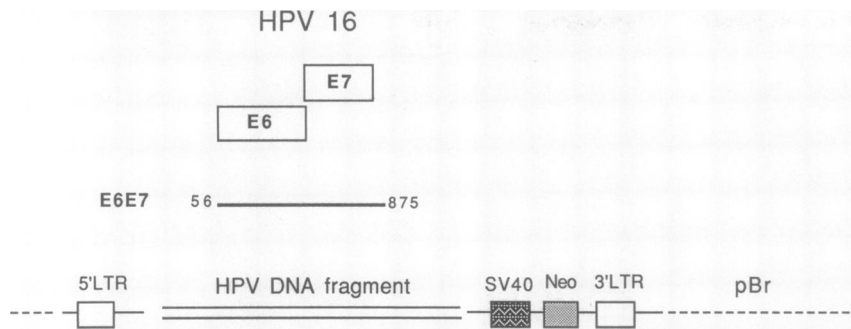 HPV 16
E7
E6
E6E7 56 875
5'LTR HPV DNA fragment SV40 Neo 3'LTR pBr